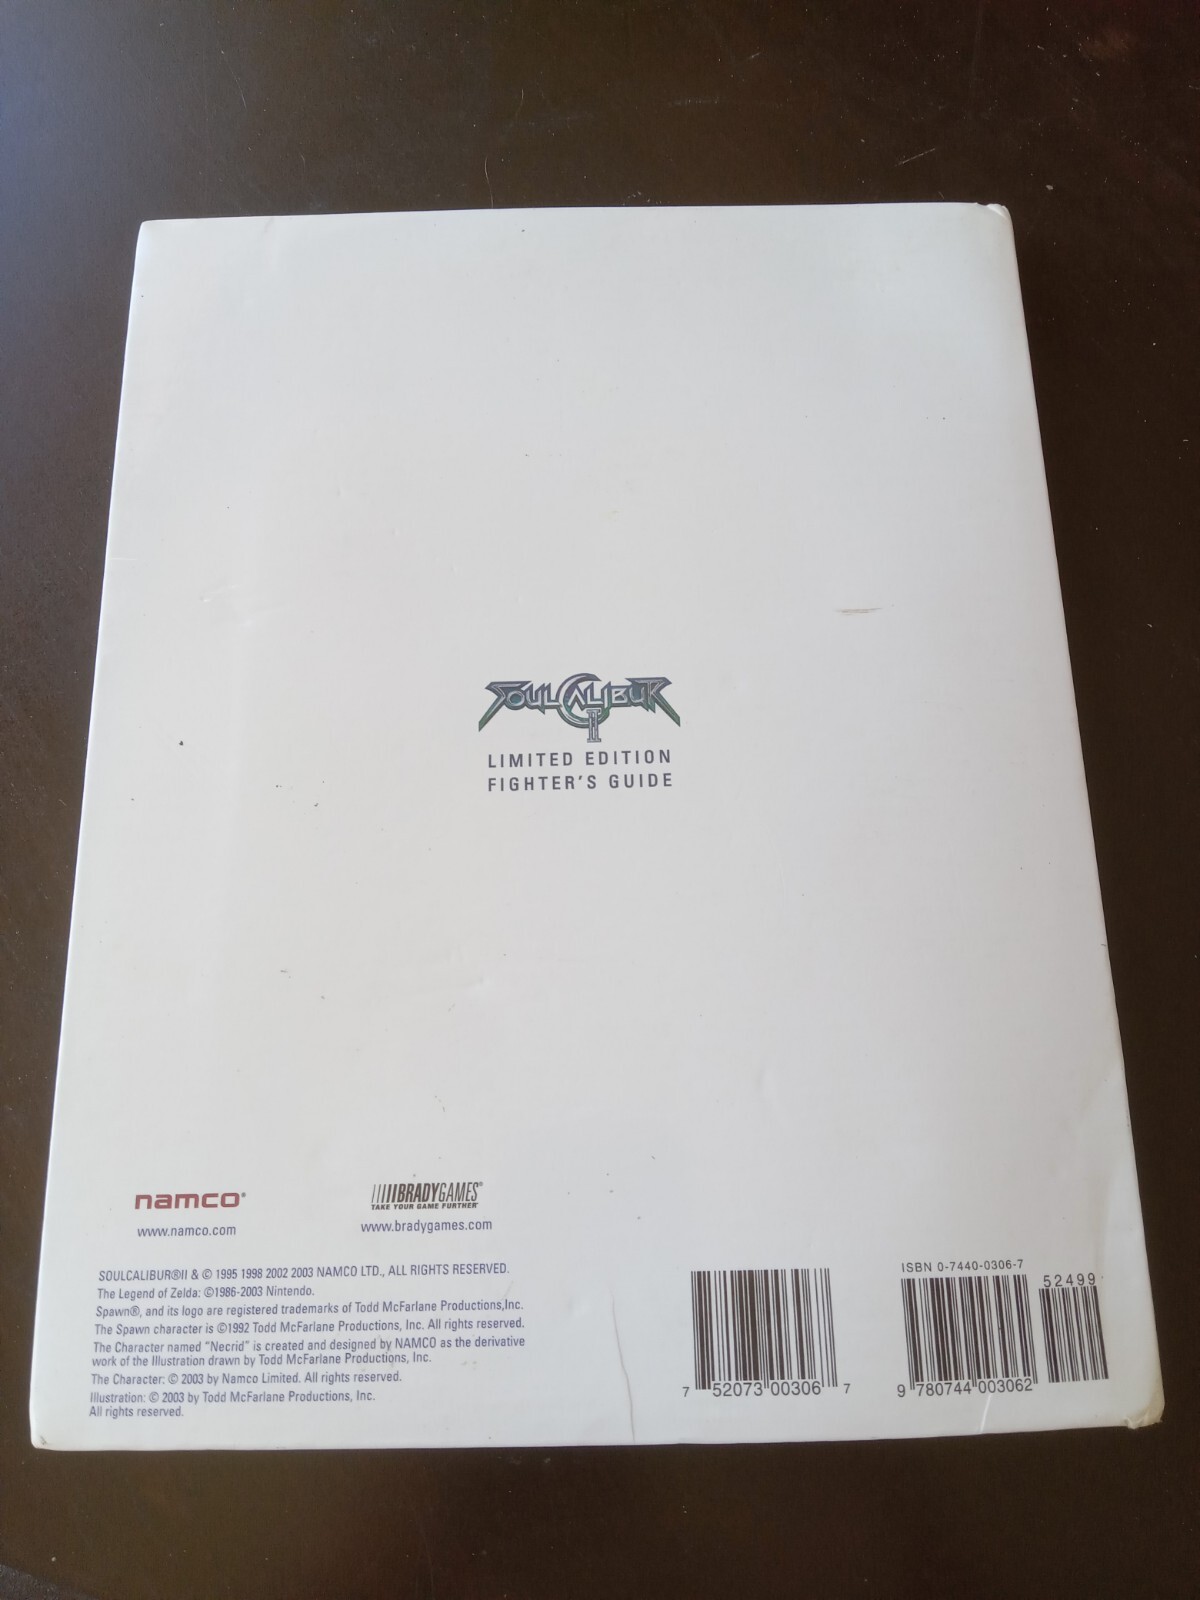 SOULCALIBUR
II
LIMITED EDITION
FIGHTER'S GUIDE
namco®
www.namco.com
BRADYGAMES®
TAKE YOUR GAME FURTHER®
www.bradygames.com
SOULCALIBUR®II & © 1995 1998 2002 2003 NAMCO LTD., ALL RIGHTS RESERVED.
The Legend of Zelda: ©1986-2003 Nintendo.
Spawn®, and its logo are registered trademarks of Todd McFarlane Productions,Inc.
The Spawn character is ©1992 Todd McFarlane Productions, Inc. All rights reserved.
The Character named "Necrid" is created and designed by NAMCO as the derivative
work of the Illustration drawn by Todd McFarlane Productions, Inc.
The Character: © 2003 by Namco Limited. All rights reserved.
Illustration: © 2003 by Todd McFarlane Productions, Inc.
All rights reserved.
7 52073 00306 7
ISBN 0-7440-0306-7
52499
9 780744 003062